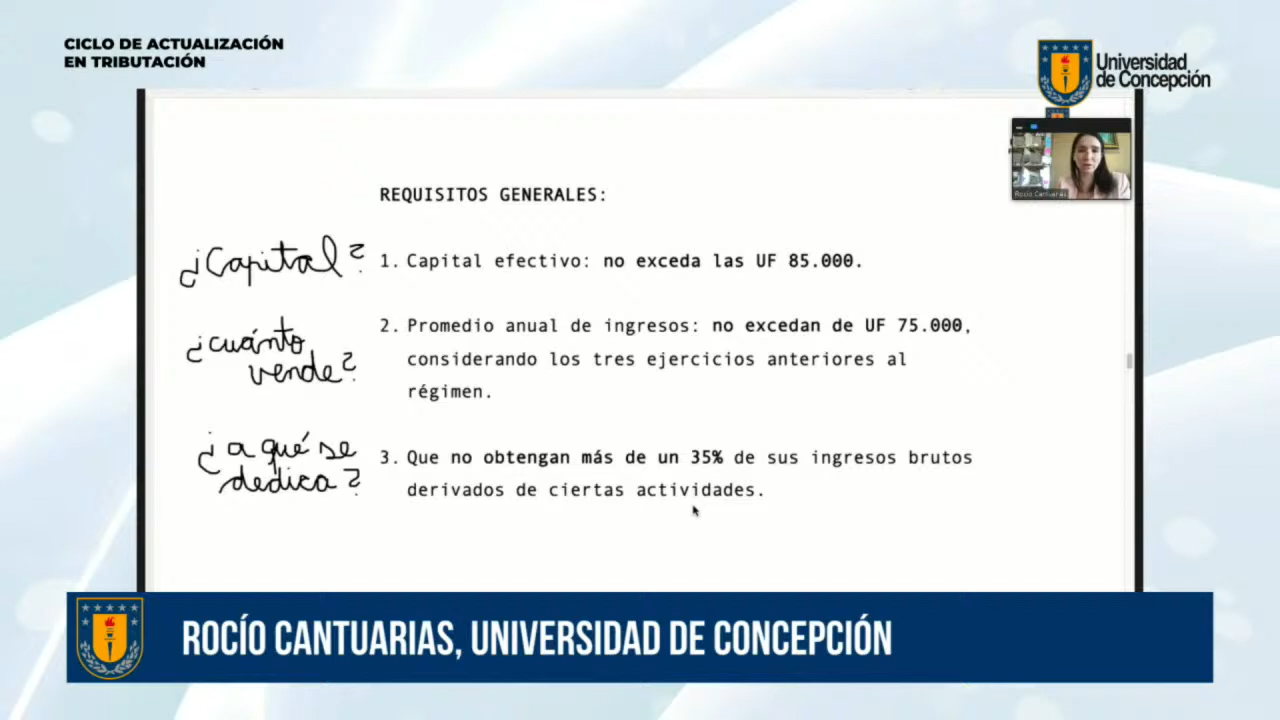 CICLO DE ACTUALIZACIÓN
EN TRIBUTACIÓN
Universidad
de Concepción
Rocío Cantuarias
REQUISITOS GENERALES:
¿Capital?
1. Capital efectivo: no exceda las UF 85.000.
¿cuánto
vende?
2. Promedio anual de ingresos: no excedan de UF 75.000,
considerando los tres ejercicios anteriores al
régimen.
¿a qué se
dedica?
3. Que no obtengan más de un 35% de sus ingresos brutos
derivados de ciertas actividades.
ROCÍO CANTUARIAS, UNIVERSIDAD DE CONCEPCIÓN